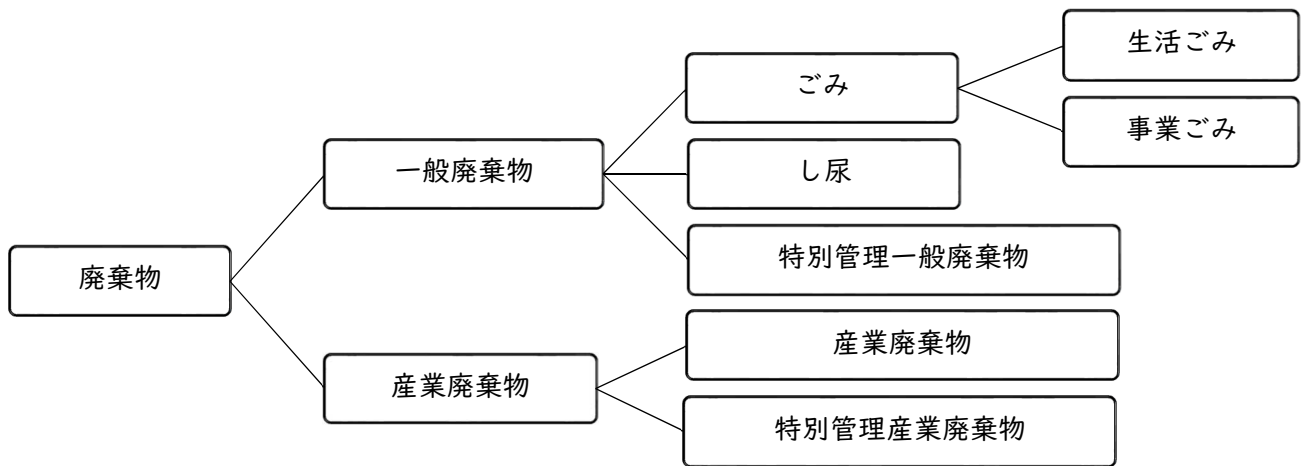 生活ごみ
ごみ
事業ごみ
一般廃棄物
し尿
特別管理一般廃棄物
廃棄物
産業廃棄物
産業廃棄物
特別管理産業廃棄物